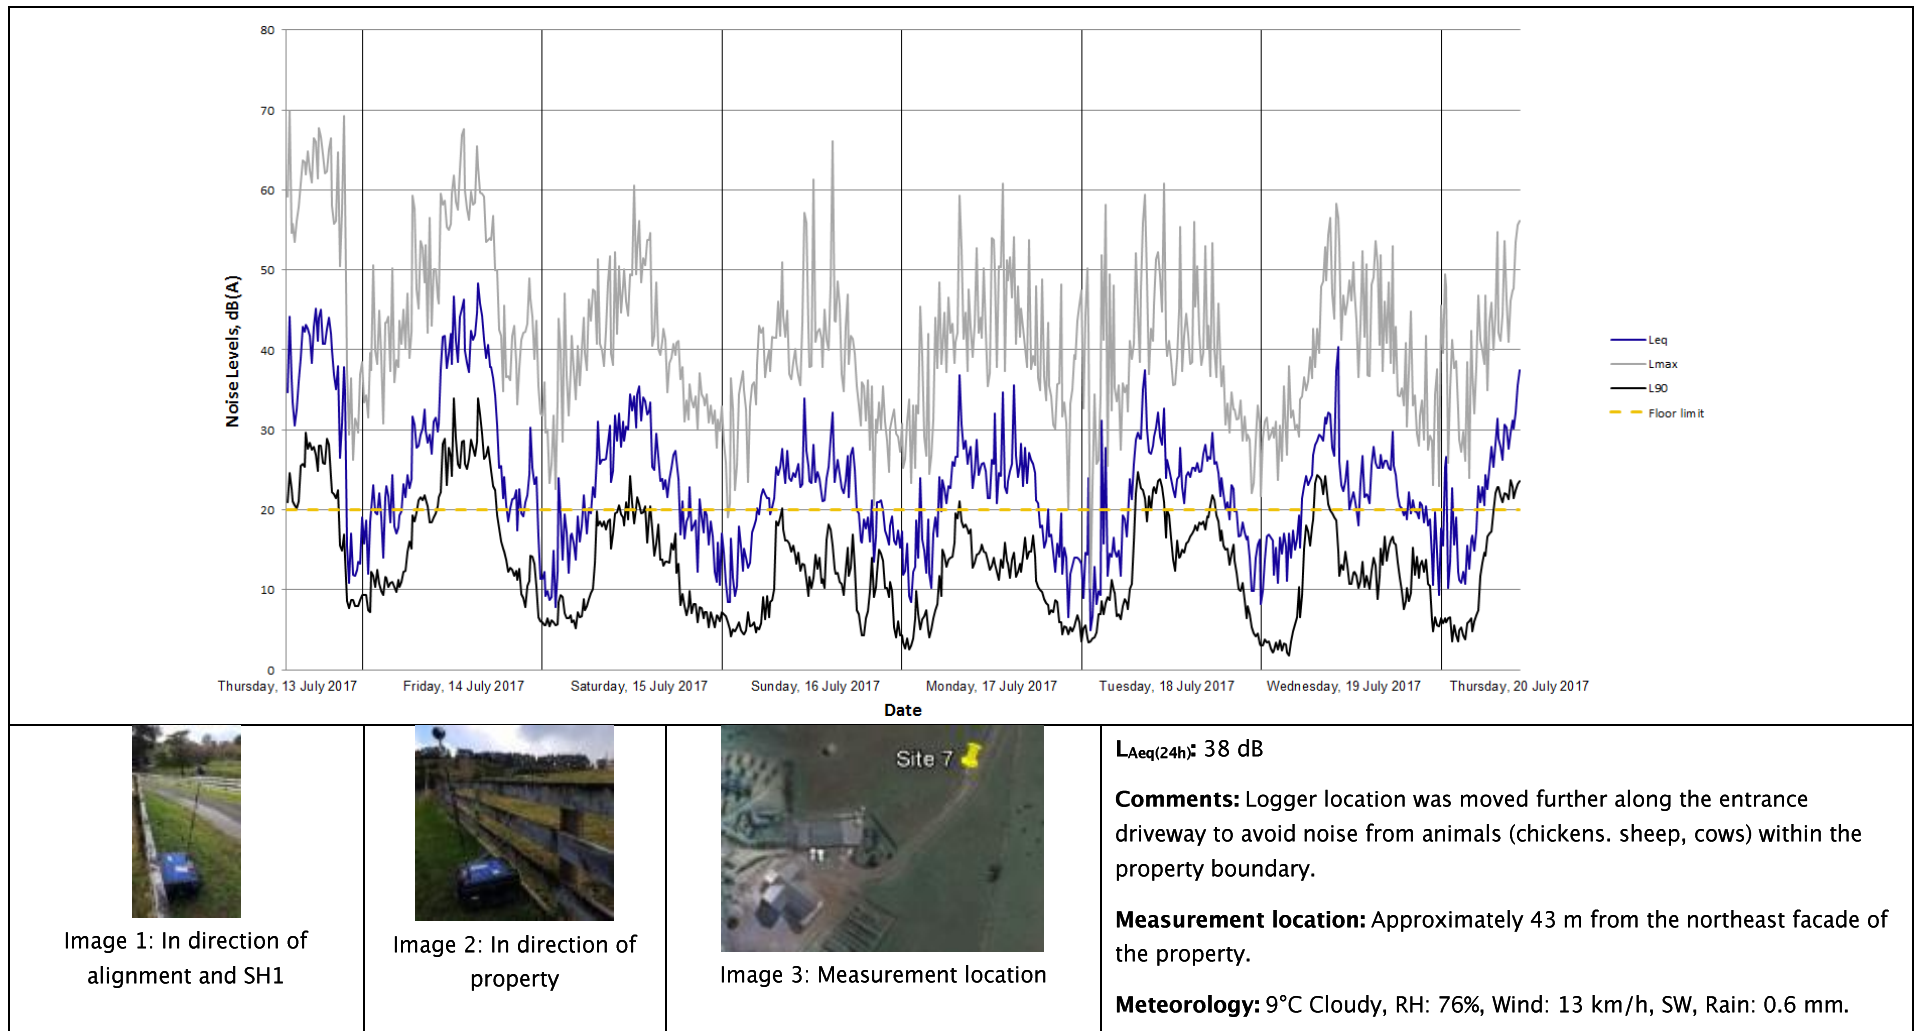 80
70
60
50
40
30
20
10
0
Noise Levels, dB(A)
Thursday, 13 July 2017
Friday, 14 July 2017
Saturday, 15 July 2017
Sunday, 16 July 2017
Monday, 17 July 2017
Tuesday, 18 July 2017
Wednesday, 19 July 2017
Thursday, 20 July 2017
Date
Leq
Lmax
L90
Floor limit
Image 1: In direction of
alignment and SH1
Image 2: In direction of
property
Site 7
Image 3: Measurement location
LAeq(24h): 38 dB
Comments: Logger location was moved further along the entrance
driveway to avoid noise from animals (chickens. sheep, cows) within the
property boundary.
Measurement location: Approximately 43 m from the northeast facade of
the property.
Meteorology: 9°C Cloudy, RH: 76%, Wind: 13 km/h, SW, Rain: 0.6 mm.